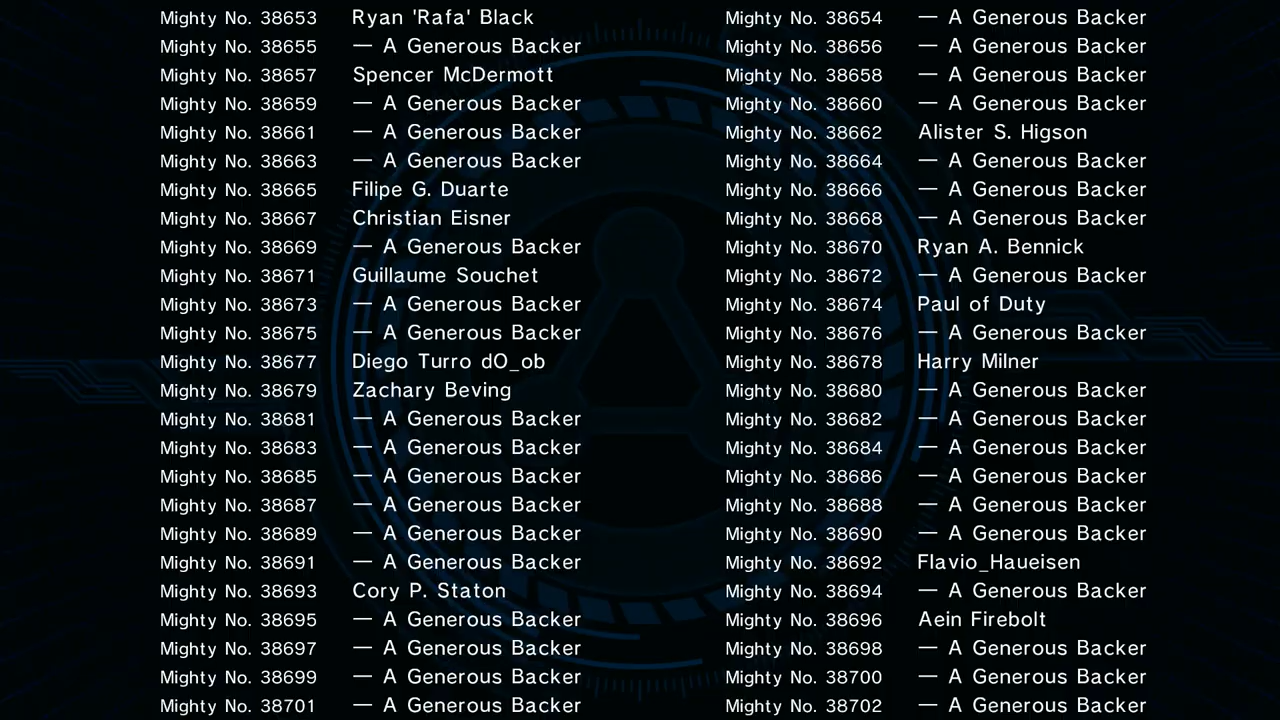 Mighty No. 38653 Ryan 'Rafa' Black Mighty No. 38654 — A Generous Backer
Mighty No. 38655 — A Generous Backer Mighty No. 38656 — A Generous Backer
Mighty No. 38657 Spencer McDermott Mighty No. 38658 — A Generous Backer
Mighty No. 38659 — A Generous Backer Mighty No. 38660 — A Generous Backer
Mighty No. 38661 — A Generous Backer Mighty No. 38662 Alister S. Higson
Mighty No. 38663 — A Generous Backer Mighty No. 38664 — A Generous Backer
Mighty No. 38665 Filipe G. Duarte Mighty No. 38666 — A Generous Backer
Mighty No. 38667 Christian Eisner Mighty No. 38668 — A Generous Backer
Mighty No. 38669 — A Generous Backer Mighty No. 38670 Ryan A. Bennick
Mighty No. 38671 Guillaume Souchet Mighty No. 38672 — A Generous Backer
Mighty No. 38673 — A Generous Backer Mighty No. 38674 Paul of Duty
Mighty No. 38675 — A Generous Backer Mighty No. 38676 — A Generous Backer
Mighty No. 38677 Diego Turro dO_ob Mighty No. 38678 Harry Milner
Mighty No. 38679 Zachary Beving Mighty No. 38680 — A Generous Backer
Mighty No. 38681 — A Generous Backer Mighty No. 38682 — A Generous Backer
Mighty No. 38683 — A Generous Backer Mighty No. 38684 — A Generous Backer
Mighty No. 38685 — A Generous Backer Mighty No. 38686 — A Generous Backer
Mighty No. 38687 — A Generous Backer Mighty No. 38688 — A Generous Backer
Mighty No. 38689 — A Generous Backer Mighty No. 38690 — A Generous Backer
Mighty No. 38691 — A Generous Backer Mighty No. 38692 Flavio_Haueisen
Mighty No. 38693 Cory P. Staton Mighty No. 38694 — A Generous Backer
Mighty No. 38695 — A Generous Backer Mighty No. 38696 Aein Firebolt
Mighty No. 38697 — A Generous Backer Mighty No. 38698 — A Generous Backer
Mighty No. 38699 — A Generous Backer Mighty No. 38700 — A Generous Backer
Mighty No. 38701 — A Generous Backer Mighty No. 38702 — A Generous Backer